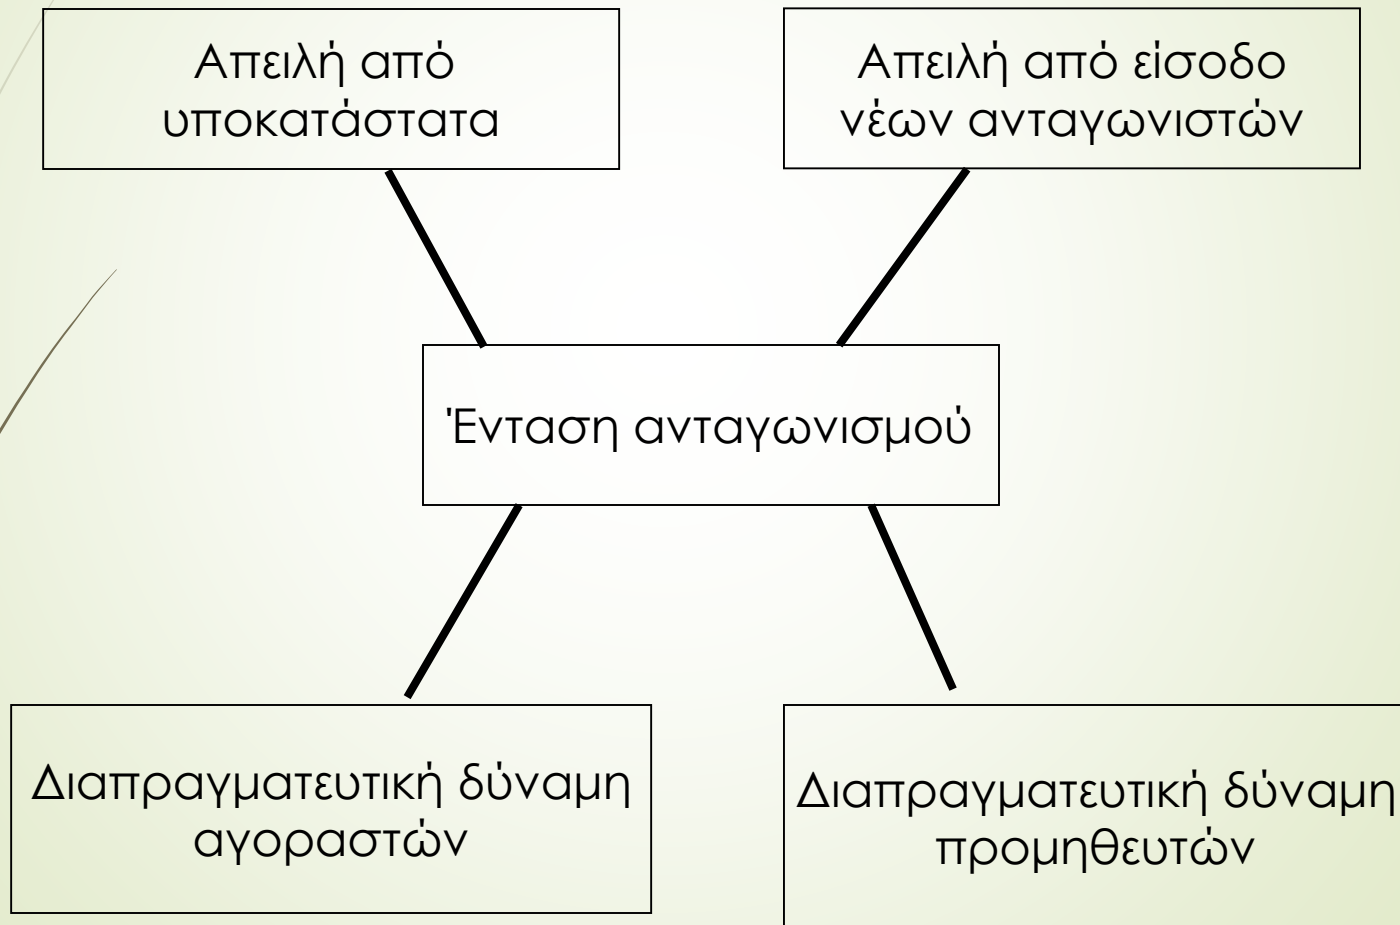 Απειλή από
υποκατάστατα
Απειλή από είσοδο
νέων ανταγωνιστών
Ένταση ανταγωνισμού
Διαπραγματευτική δύναμη
αγοραστών
Διαπραγματευτική δύναμη
προμηθευτών